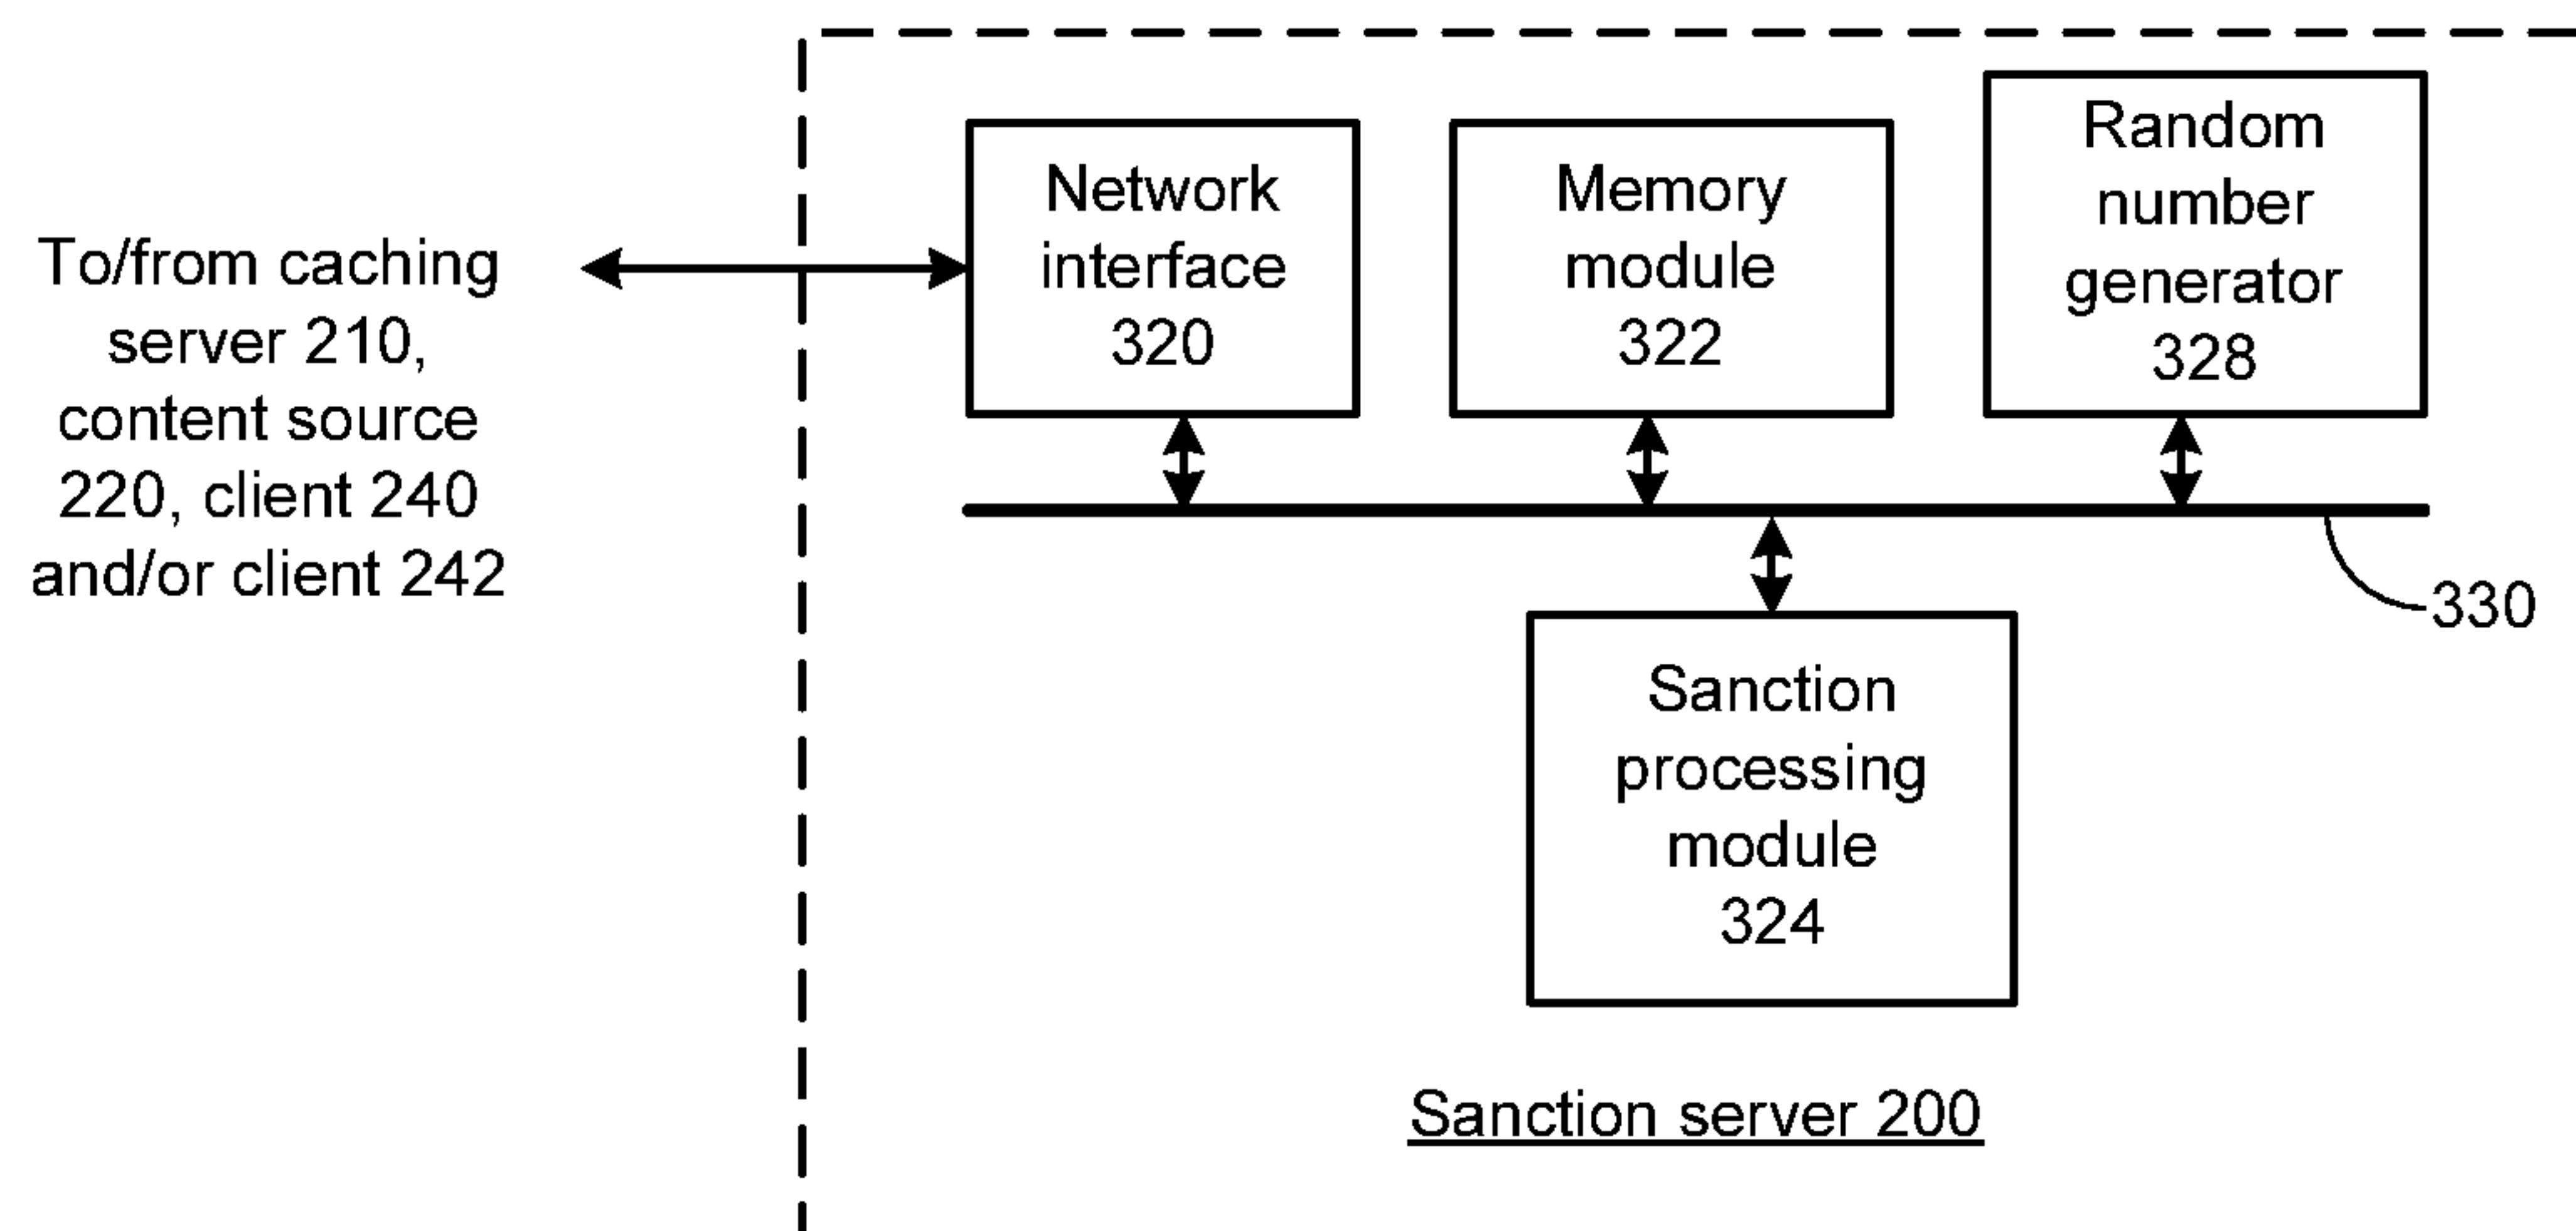 To/from caching
server 210,
content source
220, client 240
and/or client 242
Network
interface
320
Memory
module
322
Random
number
generator
328
330
Sanction
processing
module
324
Sanction server 200